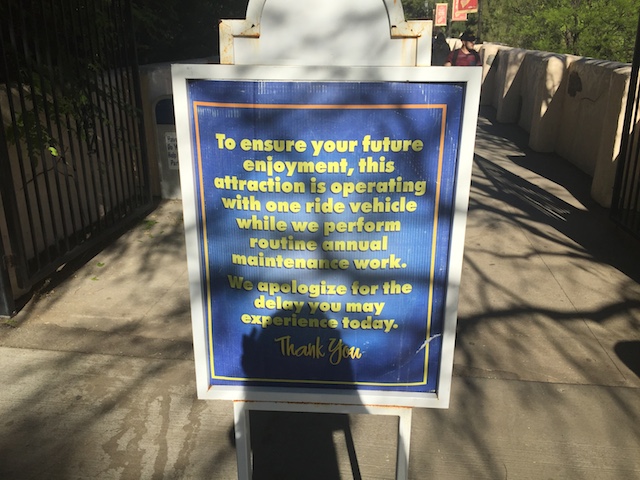 To ensure your future
enjoyment, this
attraction is operating
with one ride vehicle
while we perform
routine annual
maintenance work.
We apologize for the
delay you may
experience today.
Thank You